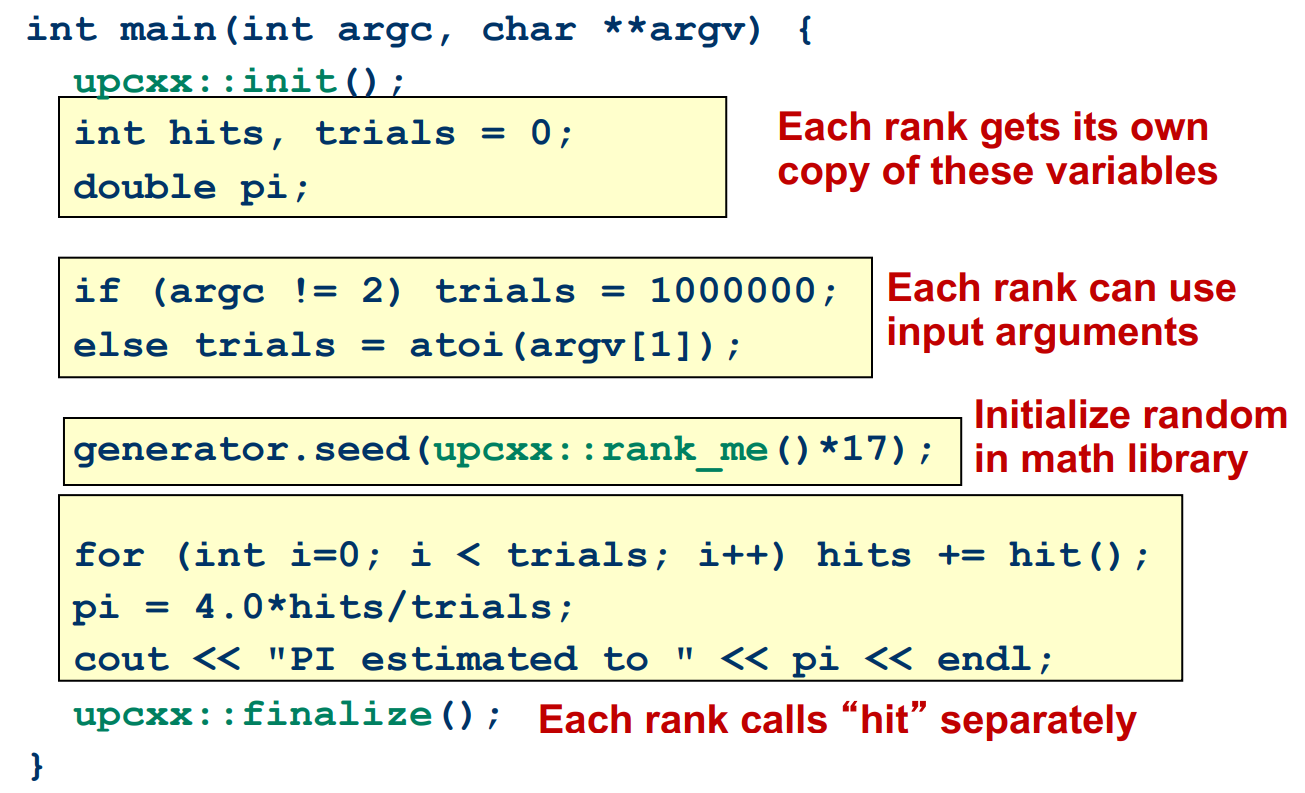 int main(int argc, char **argv) {
upcxx::init();
int hits, trials = 0;
double pi;
Each rank gets its own
copy of these variables
if (argc != 2) trials = 1000000;
else trials = atoi(argv[1]);
Each rank can use
input arguments
generator.seed(upcxx::rank_me()*17);
Initialize random
in math library
for (int i=0; i < trials; i++) hits += hit();
pi = 4.0*hits/trials;
cout << "PI estimated to " << pi << endl;
upcxx::finalize();
Each rank calls “hit” separately
}